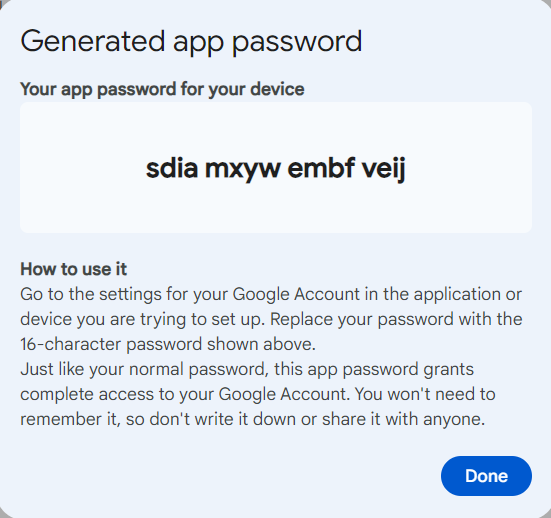 Generated app password
Your app password for your device
sdia mxyw embf veij
How to use it
Go to the settings for your Google Account in the application or
device you are trying to set up. Replace your password with the
16-character password shown above.
Just like your normal password, this app password grants
complete access to your Google Account. You won't need to
remember it, so don't write it down or share it with anyone.
Done